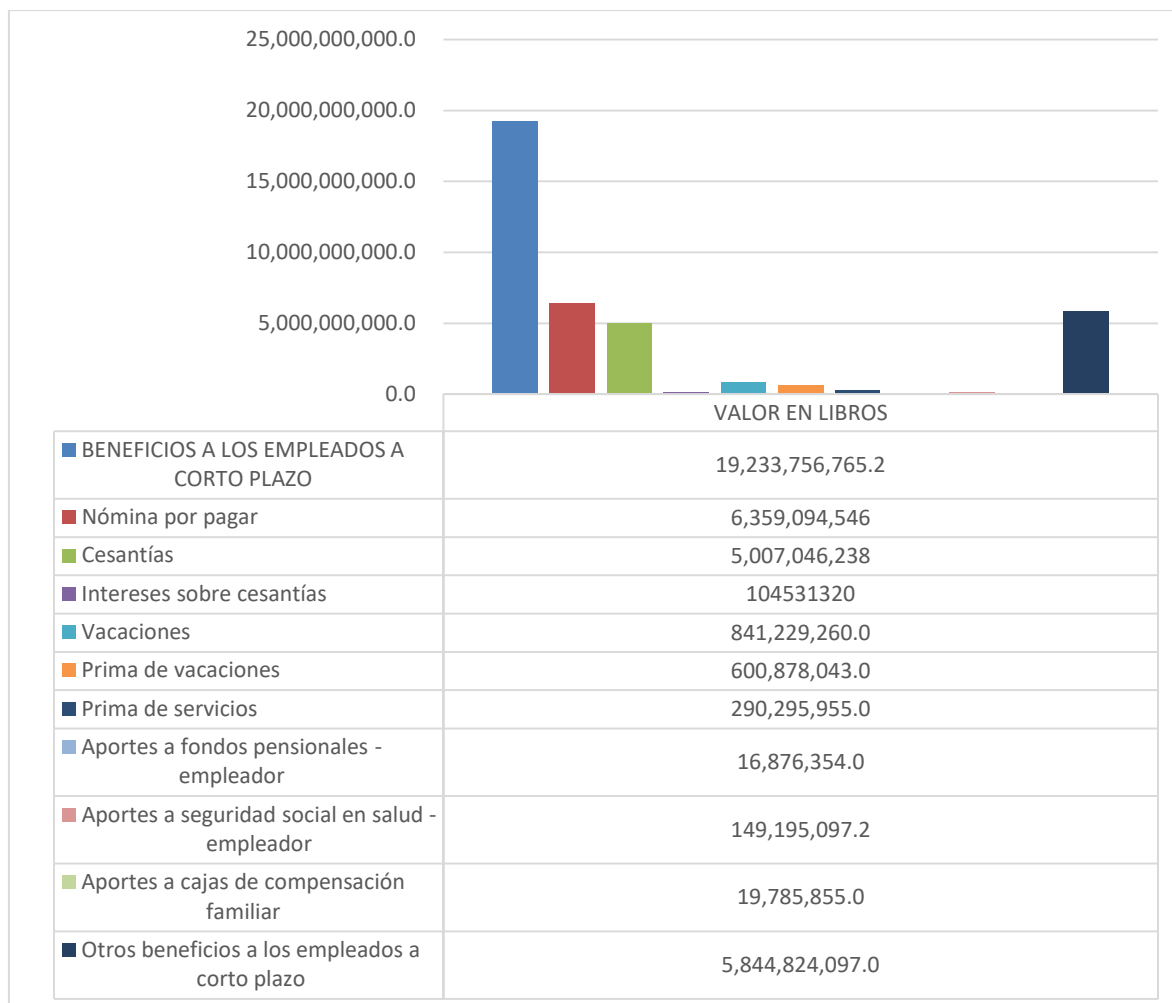 25,000,000,000.0
20,000,000,000.0
15,000,000,000.0
10,000,000,000.0
5,000,000,000.0
0.0
VALOR EN LIBROS
BENEFICIOS A LOS EMPLEADOS A
CORTO PLAZO
19,233,756,765.2
Nómina por pagar
6,359,094,546
Cesantías
5,007,046,238
Intereses sobre cesantías
104531320
Vacaciones
841,229,260.0
Prima de vacaciones
600,878,043.0
Prima de servicios
290,295,955.0
Aportes a fondos pensionales -
empleador
16,876,354.0
Aportes a seguridad social en salud -
empleador
149,195,097.2
Aportes a cajas de compensación
familiar
19,785,855.0
Otros beneficios a los empleados a
corto plazo
5,844,824,097.0